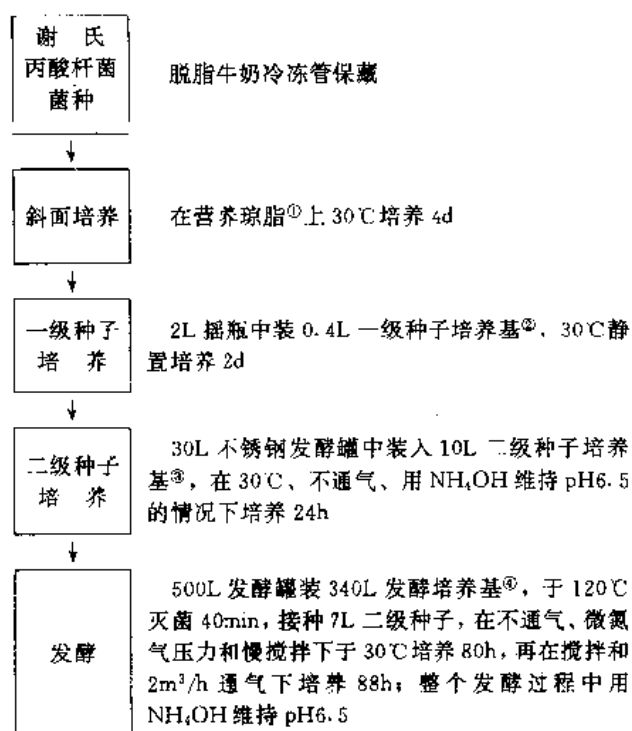 谢 氏
丙酸杆菌
菌种
脱脂牛奶冷冻管保藏
斜面培养
在营养琼脂①上 30℃培养 4d
一级种子
培 养
2L 摇瓶中装 0.4L 一级种子培养基②，30℃静
置培养 2d
二级种子
培 养
30L 不锈钢发酵罐中装入 10L 二级种子培养
基③，在 30℃、不通气、用 NH₄OH 维持 pH6.5
的情况下培养 24h
发酵
500L 发酵罐装 340L 发酵培养基④，于 120℃
灭菌 40min，接种 7L 二级种子，在不通气、微氮
气压力和慢搅拌下于 30℃培养 80h，再在搅拌和
2m³/h 通气下培养 88h；整个发酵过程中用
NH₄OH 维持 pH6.5